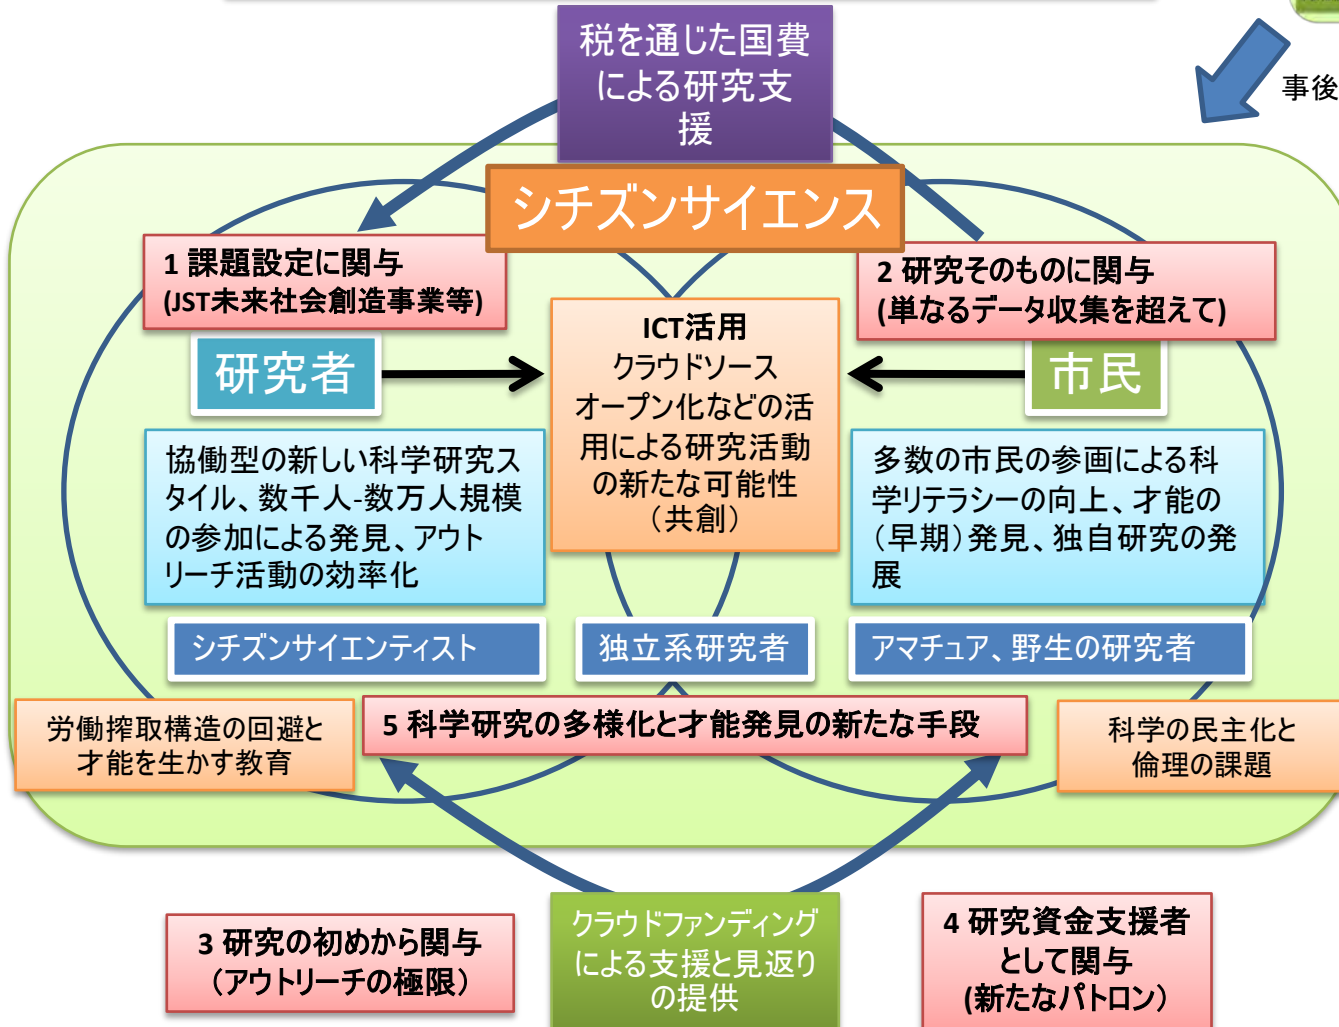 税を通じた国費
による研究支
援
事後
シチズンサイエンス
1 課題設定に関与
(JST未来社会創造事業等)
2 研究そのものに関与
(単なるデータ収集を超えて)
ICT活用
クラウドソース
オープン化などの活
用による研究活動
の新たな可能性
（共創）
研究者
市民
協働型の新しい科学研究ス
タイル、数千人-数万人規模
の参加による発見、アウト
リーチ活動の効率化
多数の市民の参画による科
学リテラシーの向上、才能の
（早期）発見、独自研究の発
展
シチズンサイエンティスト
独立系研究者
アマチュア、野生の研究者
労働搾取構造の回避と
才能を生かす教育
5 科学研究の多様化と才能発見の新たな手段
科学の民主化と
倫理の課題
3 研究の初めから関与
（アウトリーチの極限）
クラウドファンディング
による支援と見返り
の提供
4 研究資金支援者
として関与
(新たなパトロン）